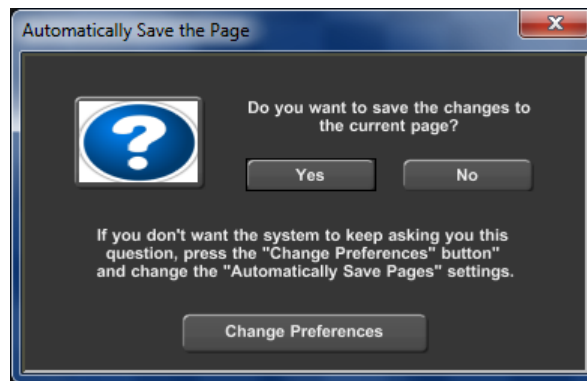 Automatically Save the Page
Do you want to save the changes to
the current page?
Yes
No
If you don't want the system to keep asking you this
question, press the "Change Preferences" button"
and change the "Automatically Save Pages" settings.
Change Preferences